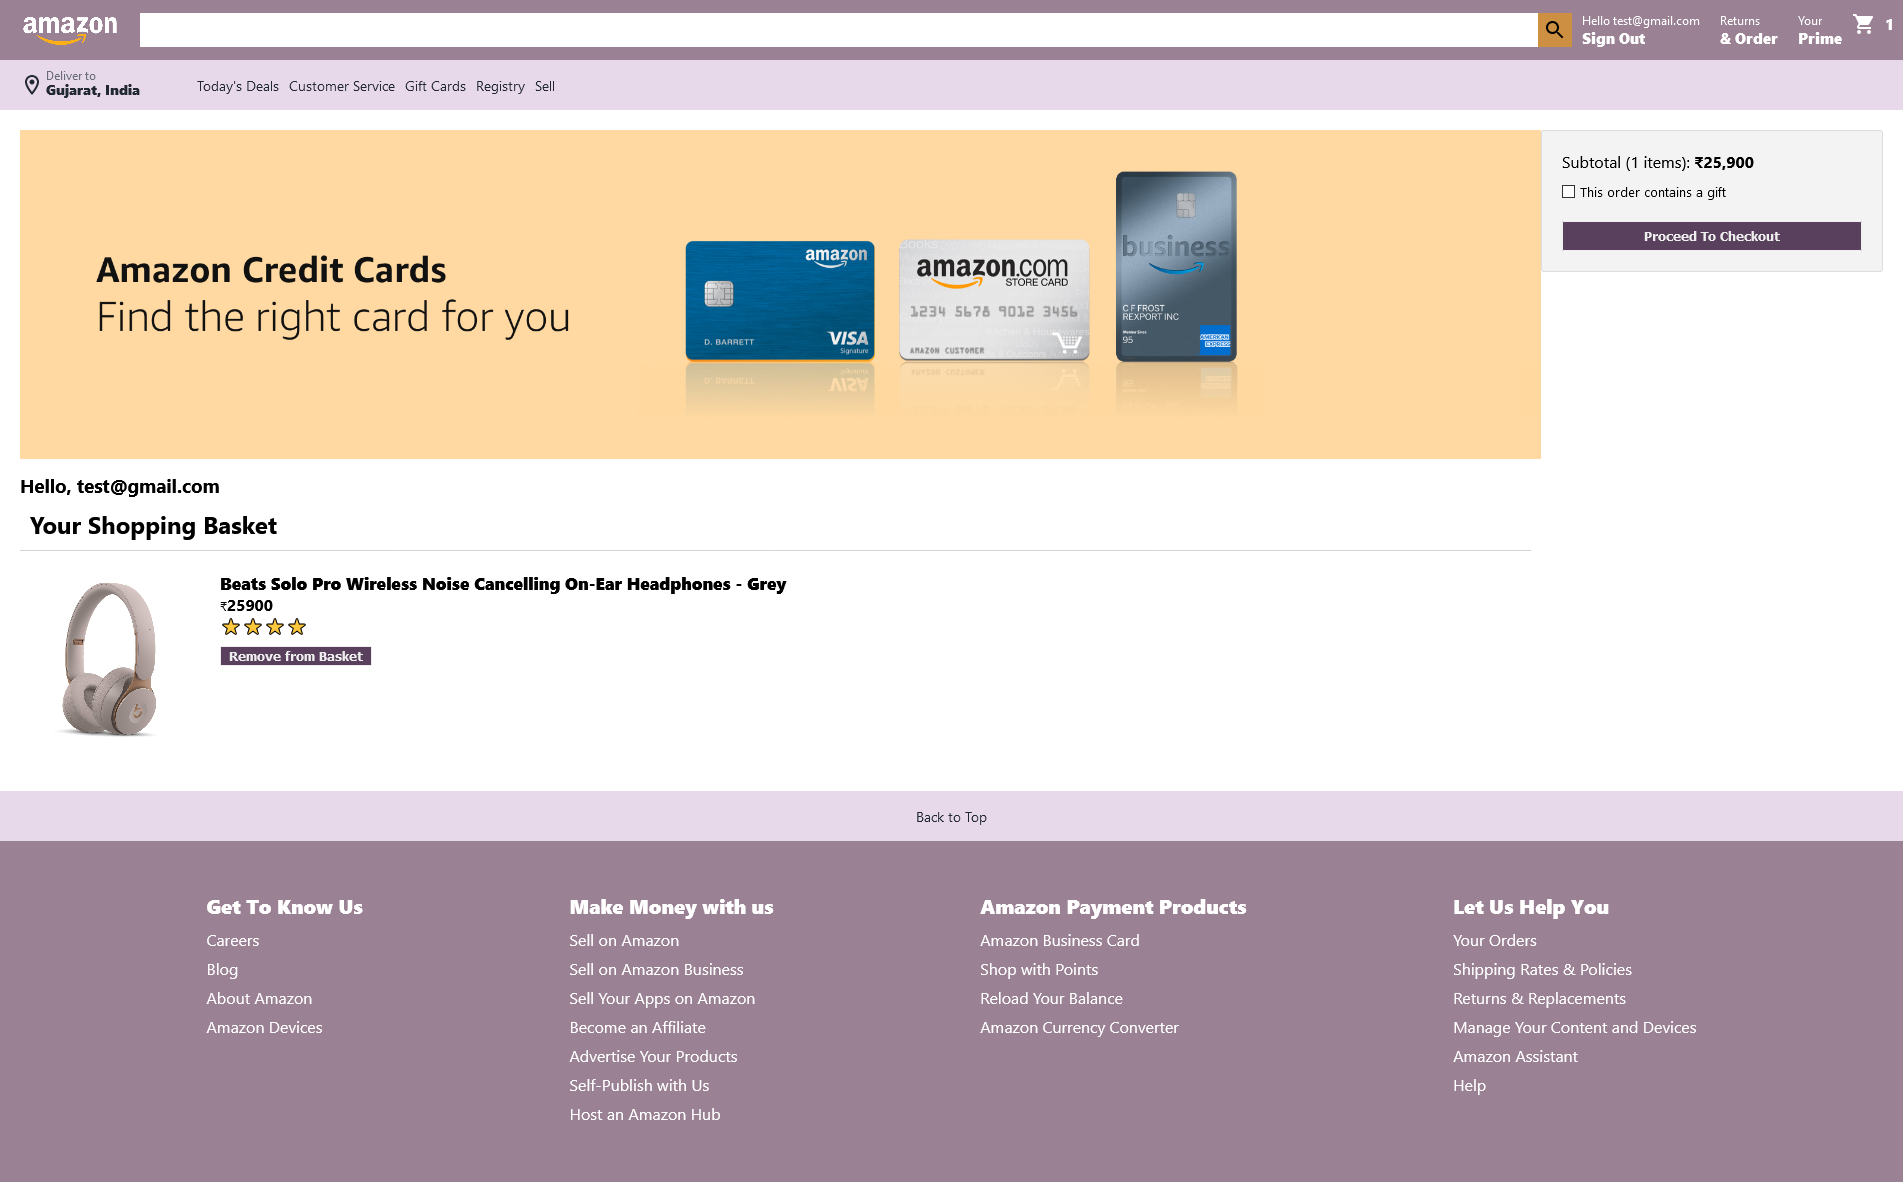 amazon
Hello test@gmail.com
Sign Out
Returns
& Order
Your
Prime
1
Deliver to
Gujarat, India
Today's Deals
Customer Service
Gift Cards
Registry
Sell
Amazon Credit Cards
Find the right card for you
amazon
D. BARRETT
VISA
Signature
amazon.com
STORE CARD
1234 5678 9012 3456
AMAZON CUSTOMER
business
C F FROST
REXPORT INC
Member Since
95
AMERICAN
EXPRESS
Subtotal (1 items): ₹25,900
This order contains a gift
Proceed To Checkout
Hello, test@gmail.com
Your Shopping Basket
Beats Solo Pro Wireless Noise Cancelling On-Ear Headphones - Grey
₹25900
Remove from Basket
Back to Top
Get To Know Us
Careers
Blog
About Amazon
Amazon Devices
Make Money with us
Sell on Amazon
Sell on Amazon Business
Sell Your Apps on Amazon
Become an Affiliate
Advertise Your Products
Self-Publish with Us
Host an Amazon Hub
Amazon Payment Products
Amazon Business Card
Shop with Points
Reload Your Balance
Amazon Currency Converter
Let Us Help You
Your Orders
Shipping Rates & Policies
Returns & Replacements
Manage Your Content and Devices
Amazon Assistant
Help